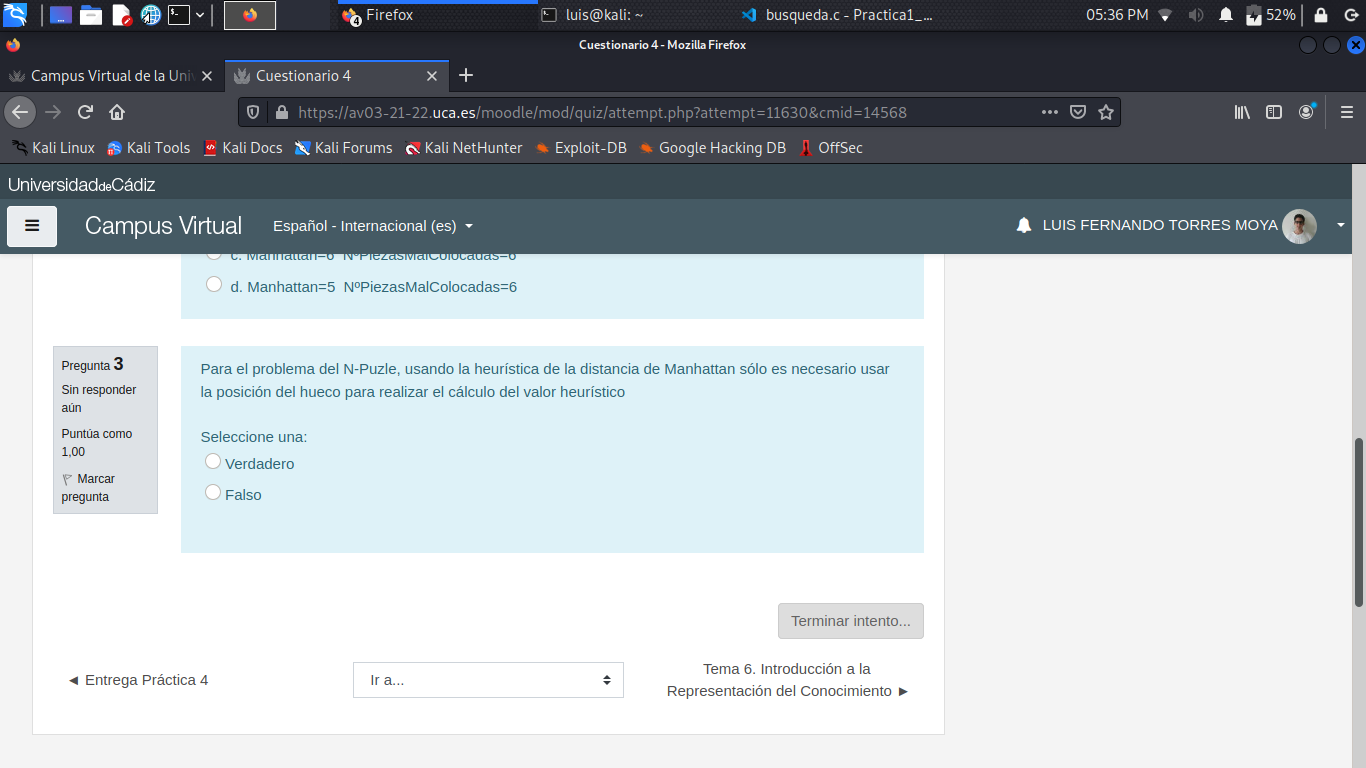 Firefox
luis@kali: ~
busqueda.c - Practica1_...
05:36 PM
52%
Cuestionario 4 - Mozilla Firefox
Campus Virtual de la Uni
Cuestionario 4
https://av03-21-22.uca.es/moodle/mod/quiz/attempt.php?attempt=11630&cmid=14568
Kali Linux
Kali Tools
Kali Docs
Kali Forums
Kali NetHunter
Exploit-DB
Google Hacking DB
OffSec
UniversidaddeCádiz
Campus Virtual
Español - Internacional (es)
LUIS FERNANDO TORRES MOYA
c. Manhattan=6 NºPiezasMalColocadas=6
d. Manhattan=5 NºPiezasMalColocadas=6
Pregunta 3
Sin responder
aún
Puntúa como
1,00
Marcar
pregunta
Para el problema del N-Puzle, usando la heurística de la distancia de Manhattan sólo es necesario usar
la posición del hueco para realizar el cálculo del valor heurístico
Seleccione una:
Verdadero
Falso
Terminar intento...
◄ Entrega Práctica 4
Ir a...
Tema 6. Introducción a la
Representación del Conocimiento ►